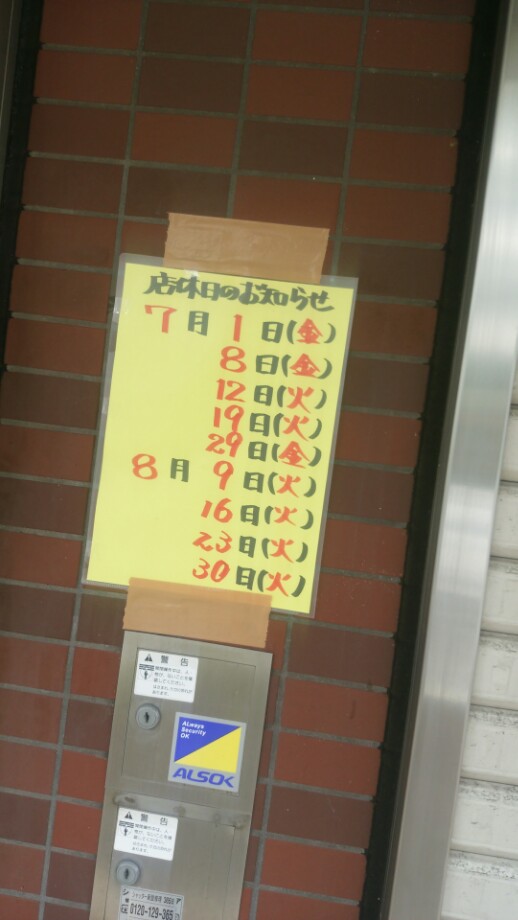 店休日のお知らせ
7月 1日(金)
8日(金)
12日(火)
19日(火)
29日(金)
8月 9日(火)
16日(火)
23日(火)
30日(火)
警告
Always
Security
OK
ALSOK
警告
0120-129-365